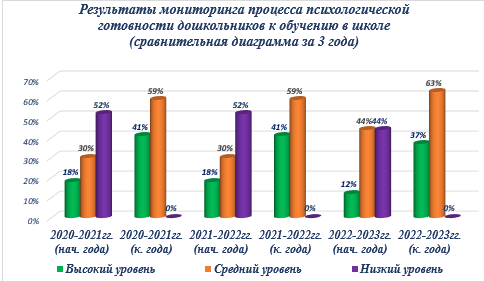 Результаты мониторинга процесса психологической
готовности дошкольников к обучению в школе
(сравнительная диаграмма за 3 года)
70%
60%
50%
40%
30%
20%
10%
0%
18% 30% 52%
41% 59% 0%
18% 30% 52%
41% 59% 0%
12% 44% 44%
37% 63% 0%
2020-2021гг. 2020-2021гг. 2021-2022гг. 2021-2022гг. 2022-2023гг. 2022-2023гг.
(нач. года) (к. года) (нач. года) (к. года) (нач. года) (к. года)
Высокий уровень Средний уровень Низкий уровень